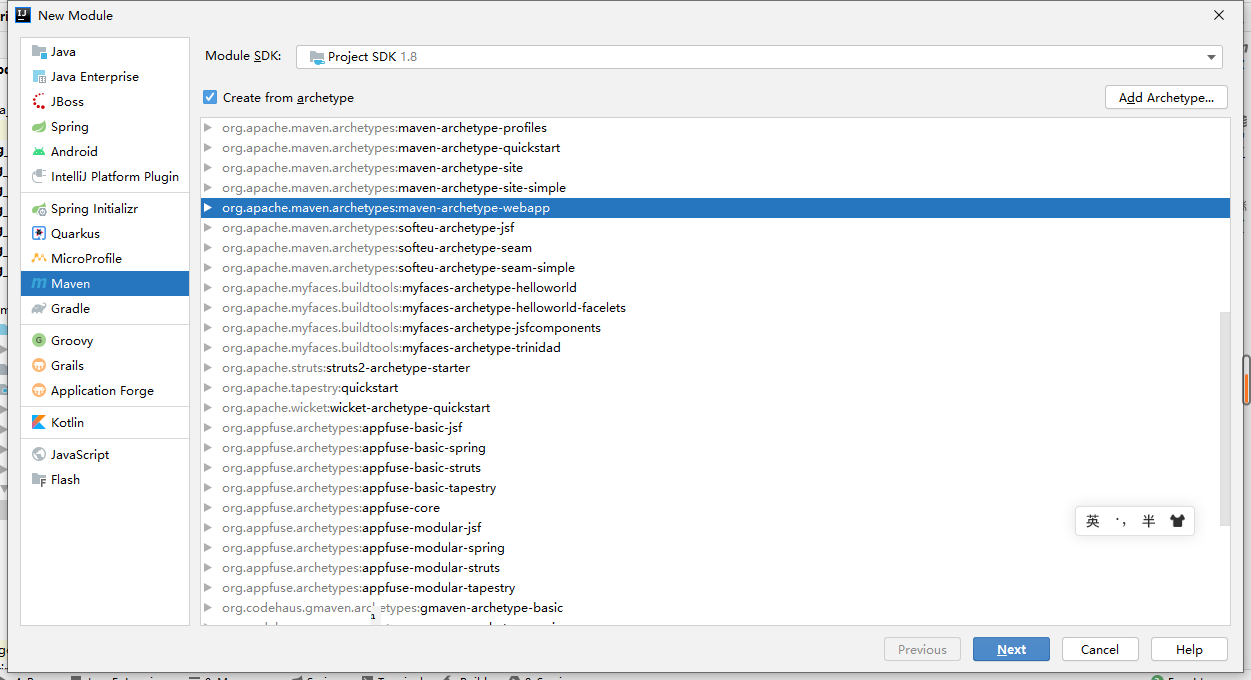 New Module
Java
Java Enterprise
JBoss
Spring
Android
IntelliJ Platform Plugin
Spring Initializr
Quarkus
MicroProfile
Maven
Gradle
Groovy
Grails
Application Forge
Kotlin
JavaScript
Flash
Module SDK: Project SDK 1.8
Create from archetype Add Archetype...
org.apache.maven.archetypes:maven-archetype-profiles
org.apache.maven.archetypes:maven-archetype-quickstart
org.apache.maven.archetypes:maven-archetype-site
org.apache.maven.archetypes:maven-archetype-site-simple
org.apache.maven.archetypes:maven-archetype-webapp
org.apache.maven.archetypes:softeu-archetype-jsf
org.apache.maven.archetypes:softeu-archetype-seam
org.apache.maven.archetypes:softeu-archetype-seam-simple
org.apache.myfaces.buildtools:myfaces-archetype-helloworld
org.apache.myfaces.buildtools:myfaces-archetype-helloworld-facelets
org.apache.myfaces.buildtools:myfaces-archetype-jsfcomponents
org.apache.myfaces.buildtools:myfaces-archetype-trinidad
org.apache.struts:struts2-archetype-starter
org.apache.tapestry:quickstart
org.apache.wicket:wicket-archetype-quickstart
org.appfuse.archetypes:appfuse-basic-jsf
org.appfuse.archetypes:appfuse-basic-spring
org.appfuse.archetypes:appfuse-basic-struts
org.appfuse.archetypes:appfuse-basic-tapestry
org.appfuse.archetypes:appfuse-core
org.appfuse.archetypes:appfuse-modular-jsf
org.appfuse.archetypes:appfuse-modular-spring
org.appfuse.archetypes:appfuse-modular-struts
org.appfuse.archetypes:appfuse-modular-tapestry
org.codehaus.gmaven.archetypes:gmaven-archetype-basic
英 ·, 半
Previous Next Cancel Help